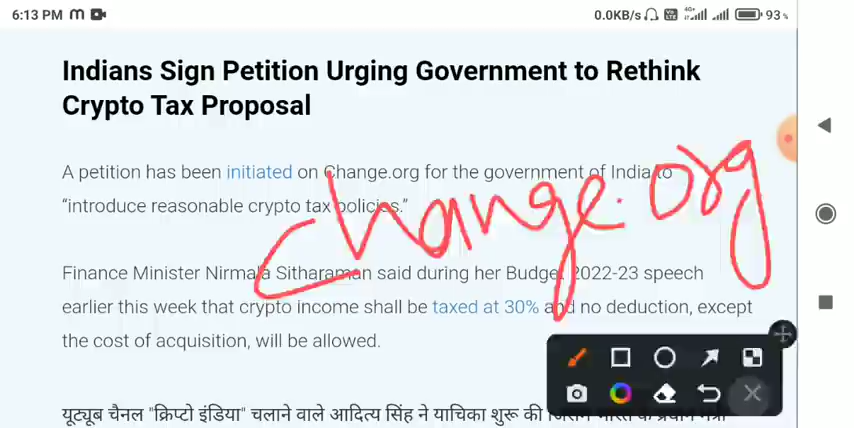 6:13 PM
0.0KB/s 4G+ 93%
Indians Sign Petition Urging Government to Rethink
Crypto Tax Proposal
A petition has been initiated on Change.org for the government of India to
“introduce reasonable crypto tax policies.”
change.org
Finance Minister Nirmala Sitharaman said during her Budget 2022-23 speech
earlier this week that crypto income shall be taxed at 30% and no deduction, except
the cost of acquisition, will be allowed.
यूट्यूब चैनल "क्रिप्टो इंडिया" चलाने वाले आदित्य सिंह ने याचिका शुरू की